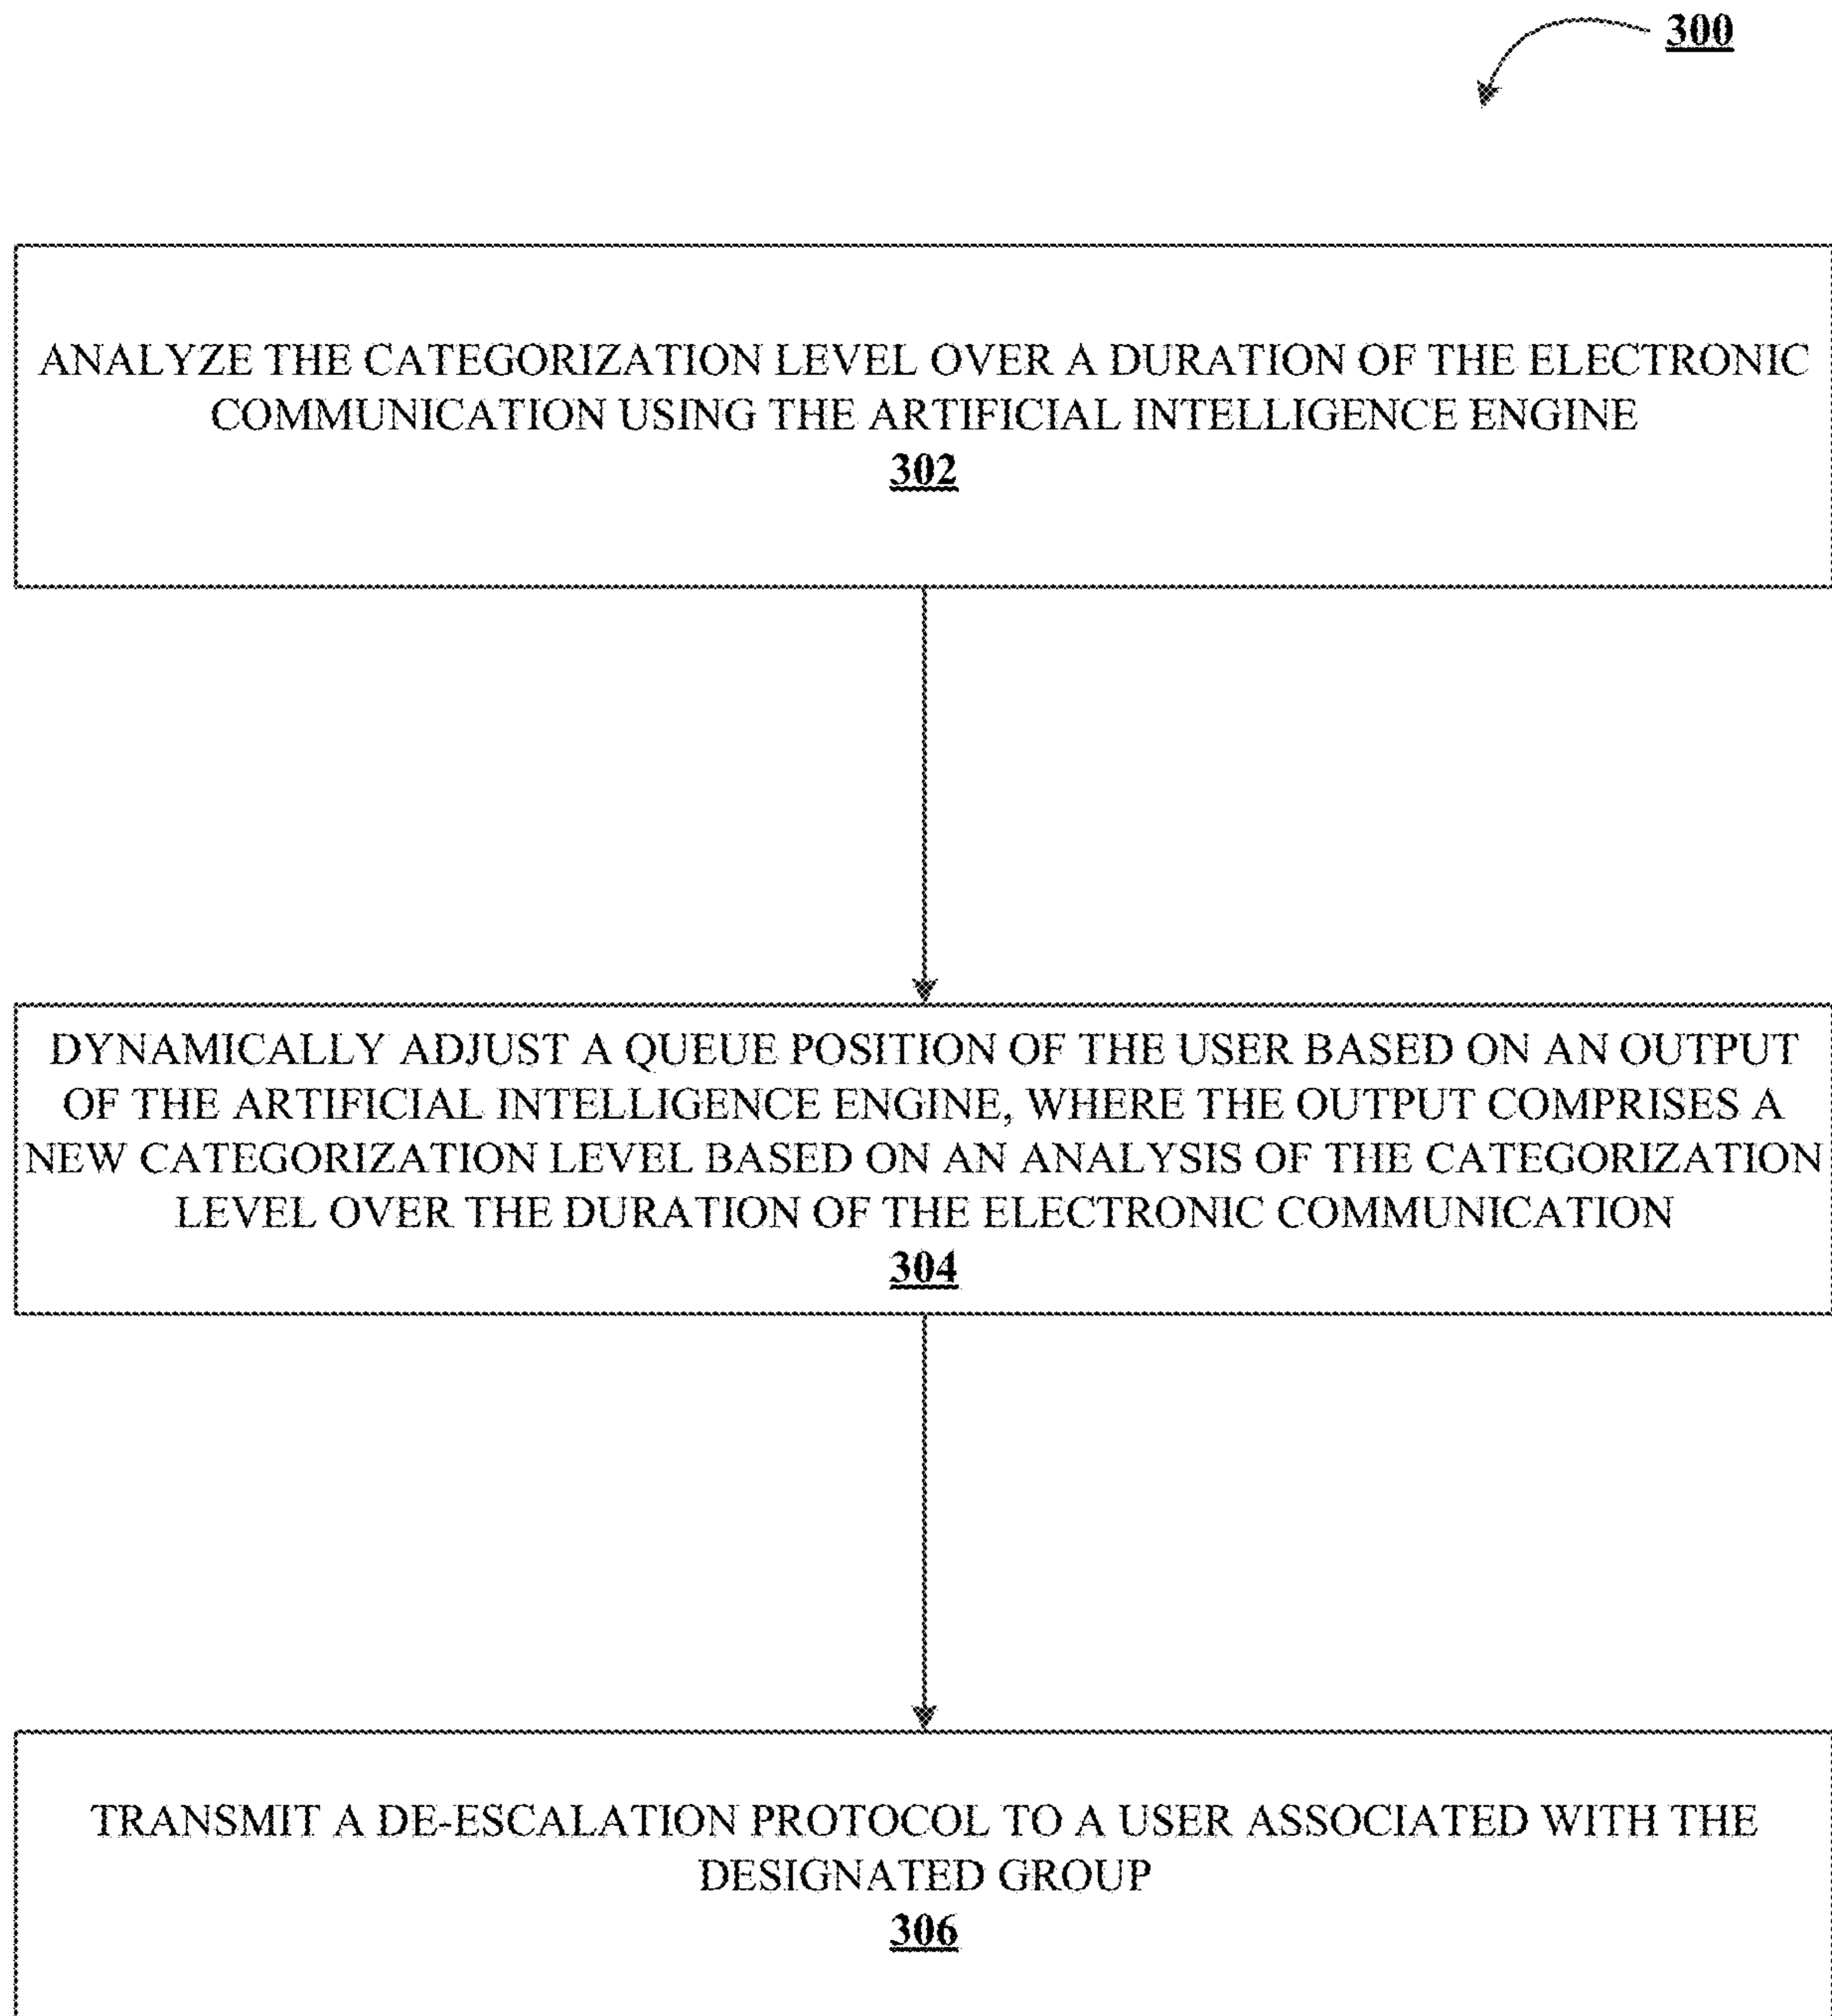 300
ANALYZE THE CATEGORIZATION LEVEL OVER A DURATION OF THE ELECTRONIC
COMMUNICATION USING THE ARTIFICIAL INTELLIGENCE ENGINE
302
DYNAMICALLY ADJUST A QUEUE POSITION OF THE USER BASED ON AN OUTPUT
OF THE ARTIFICIAL INTELLIGENCE ENGINE, WHERE THE OUTPUT COMPRISES A
NEW CATEGORIZATION LEVEL BASED ON AN ANALYSIS OF THE CATEGORIZATION
LEVEL OVER THE DURATION OF THE ELECTRONIC COMMUNICATION
304
TRANSMIT A DE-ESCALATION PROTOCOL TO A USER ASSOCIATED WITH THE
DESIGNATED GROUP
306